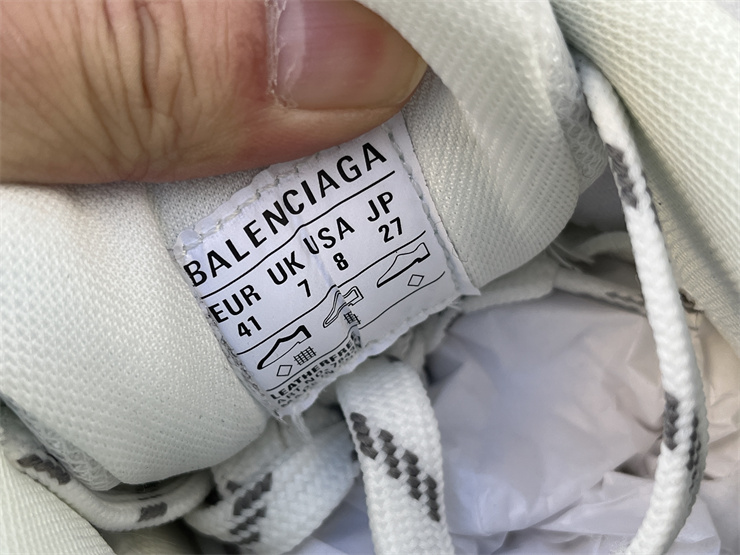 BALENCIAGA
EUR UK USA JP
41 7 8 27